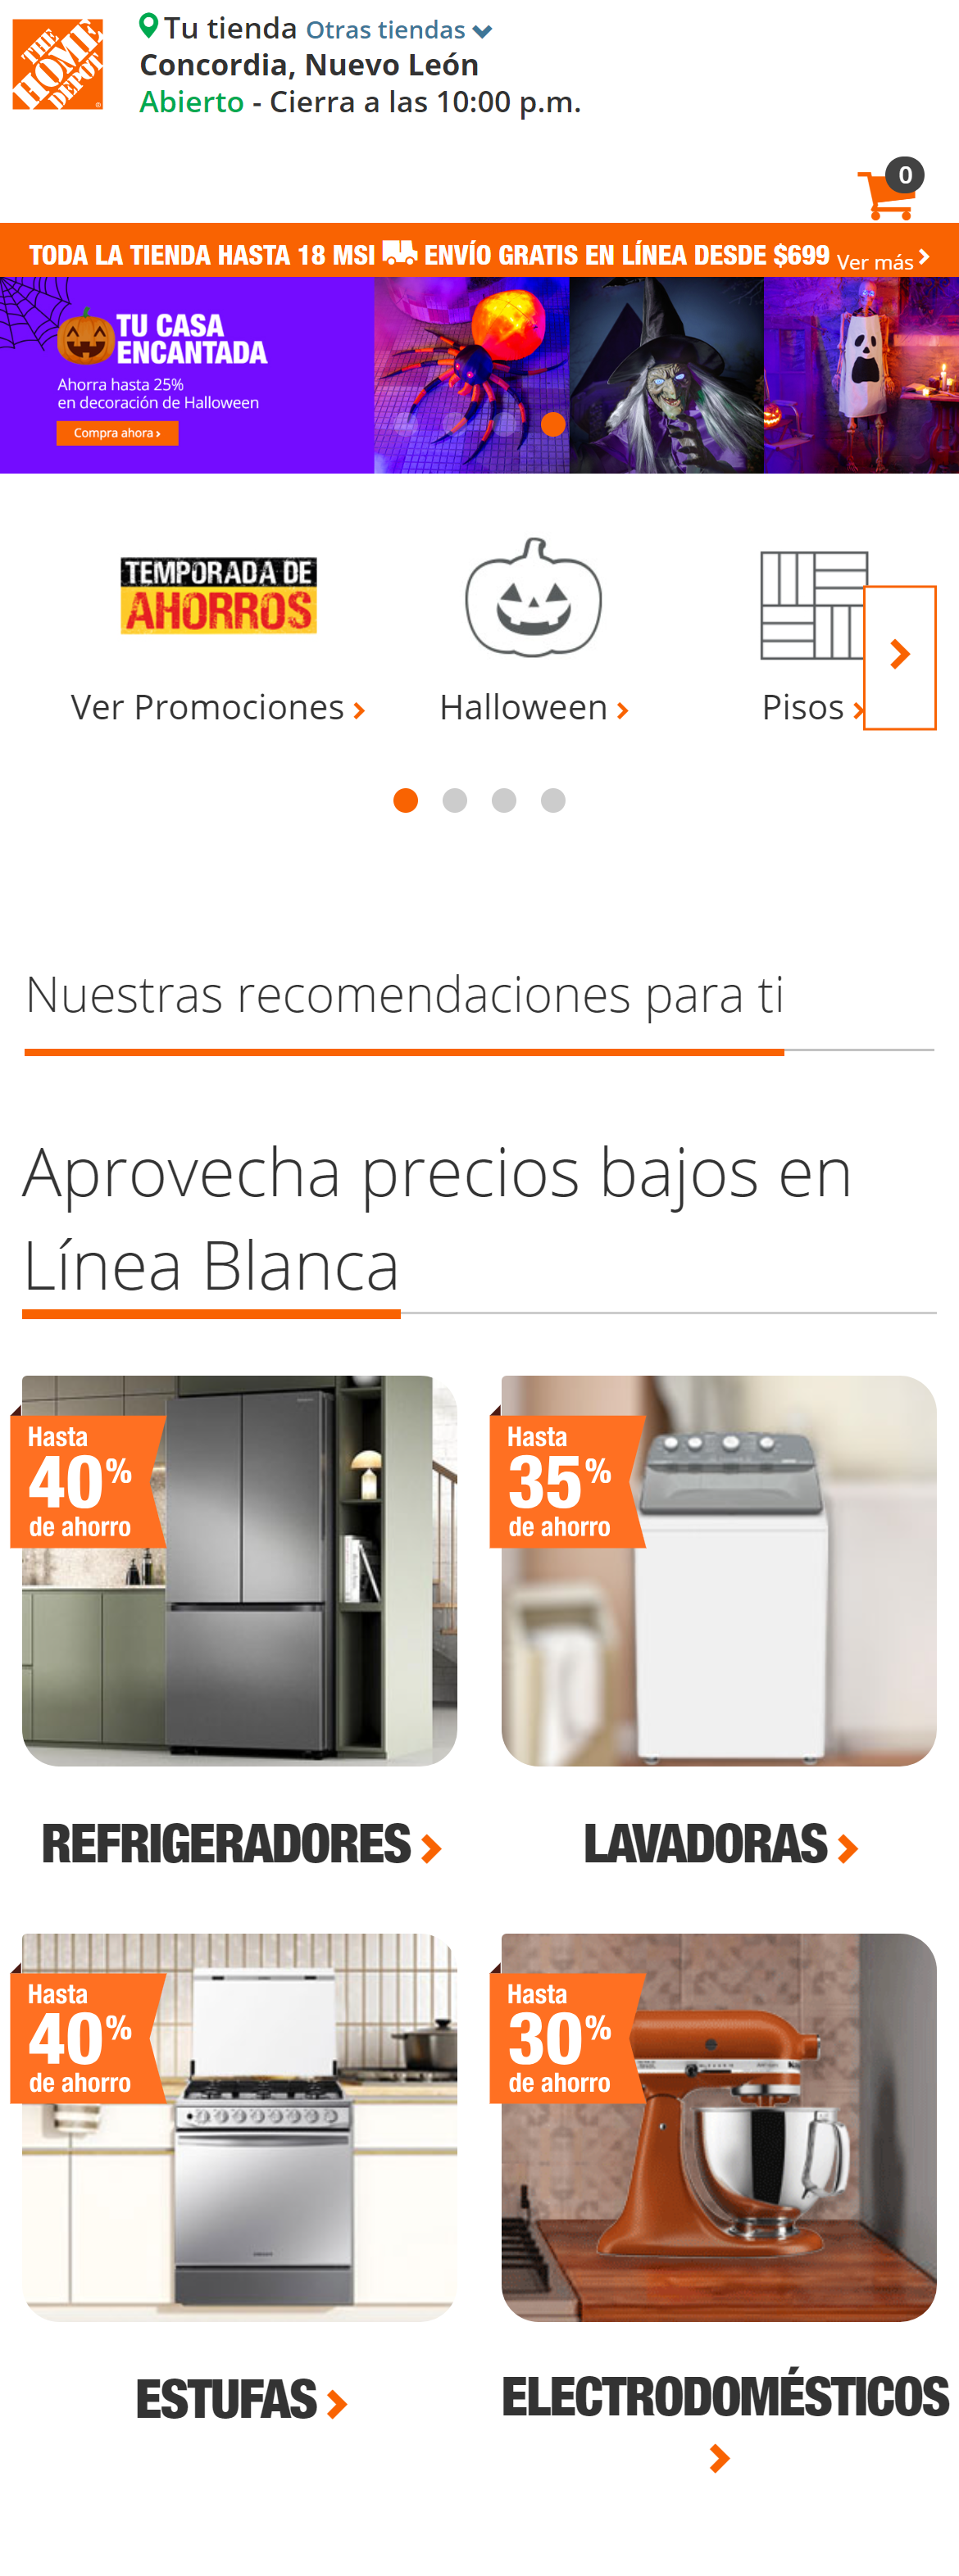 THE
HOME
DEPOT
Tu tienda Otras tiendas
Concordia, Nuevo León
Abierto - Cierra a las 10:00 p.m.
0
TODA LA TIENDA HASTA 18 MSI ENVÍO GRATIS EN LÍNEA DESDE $699 Ver más
TU CASA
ENCANTADA
Ahorra hasta 25%
en decoración de Halloween
Compra ahora
TEMPORADA DE
AHORROS
Ver Promociones
Halloween
Pisos
Nuestras recomendaciones para ti
Aprovecha precios bajos en
Línea Blanca
Hasta
40%
de ahorro
Hasta
35%
de ahorro
REFRIGERADORES
LAVADORAS
Hasta
40%
de ahorro
Hasta
30%
de ahorro
ESTUFAS
ELECTRODOMÉSTICOS